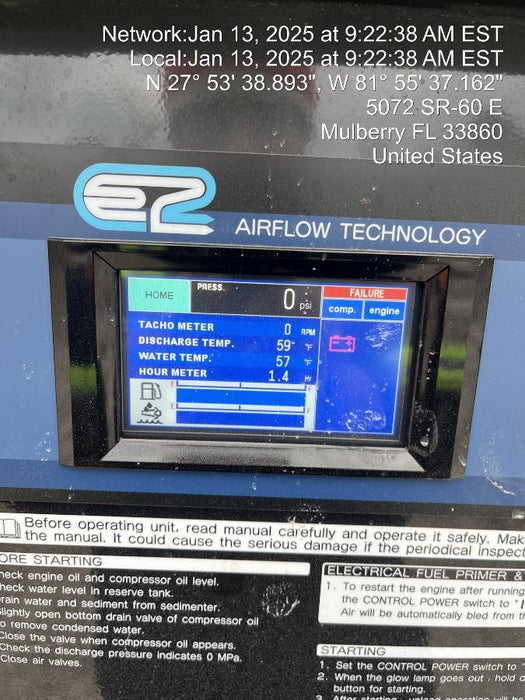 Network:Jan 13, 2025 at 9:22:38 AM EST
Local:Jan 13, 2025 at 9:22:38 AM EST
N 27° 53' 38.893", W 81° 55' 37.162"
5072 SR-60 E
Mulberry FL 33860
United States
AIRFLOW TECHNOLOGY
HOME
PRESS. 0 psi
FAILURE
comp. engine
TACHO METER 0 RPM
DISCHARGE TEMP. 59 °F
WATER TEMP. 57 °F
HOUR METER 1.4 Hr
E F
E F
Before operating unit, read manual carefully and operate it safely. Mak
the manual. It could cause the serious damage if the periodical inspect
ORE STARTING
heck engine oil and compressor oil level.
heck water level in reserve tank.
rain water and sediment from sedimenter.
lightly open bottom drain valve of compressor oil
o remove condensed water.
Close the valve when compressor oil appears.
Check the discharge pressure indicates 0 MPa.
Close air valves.
ELECTRICAL FUEL PRIMER &
1. To restart the engine after running
the CONTROL POWER switch to "
Air will be automatically bled from th
STARTING
1. Set the CONTROL POWER switch to "
2. When the glow lamp goes out , hold d
button for starting.
3. After starting, unload operation will b